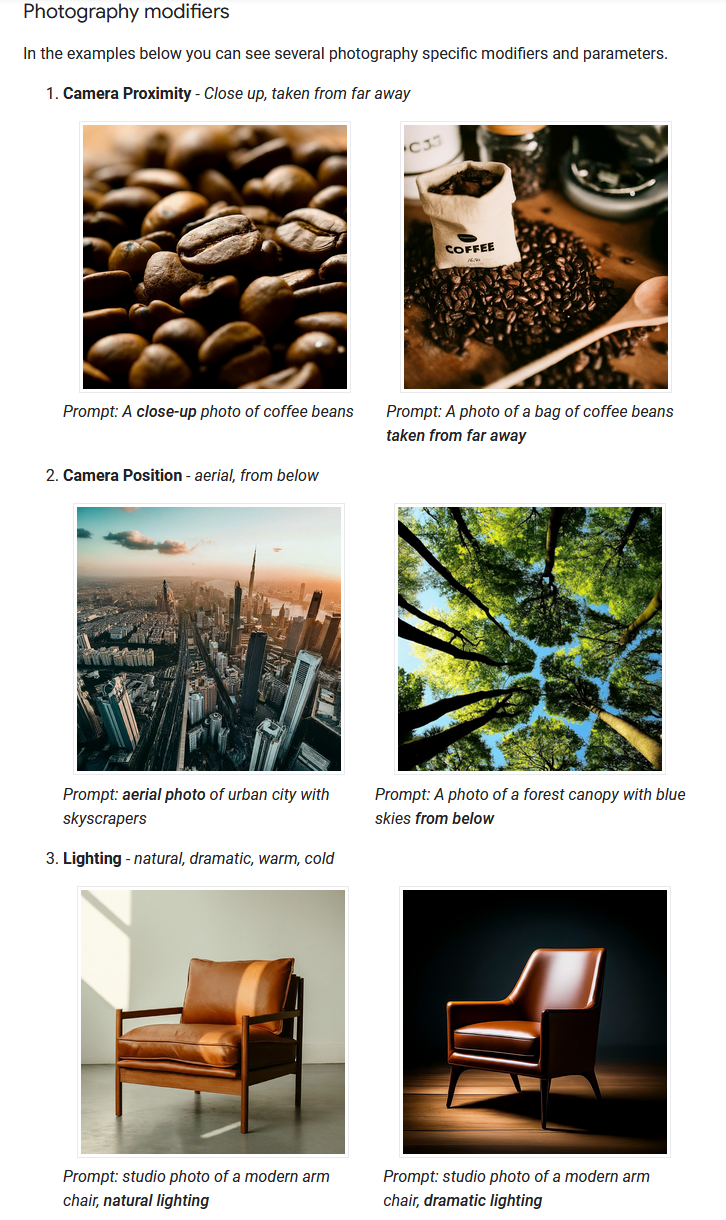 Photography modifiers
In the examples below you can see several photography specific modifiers and parameters.
1. Camera Proximity - Close up, taken from far away
COFFEE
Prompt: A close-up photo of coffee beans
Prompt: A photo of a bag of coffee beans
taken from far away
2. Camera Position - aerial, from below
Prompt: aerial photo of urban city with
skyscrapers
Prompt: A photo of a forest canopy with blue
skies from below
3. Lighting - natural, dramatic, warm, cold
Prompt: studio photo of a modern arm
chair, natural lighting
Prompt: studio photo of a modern arm
chair, dramatic lighting